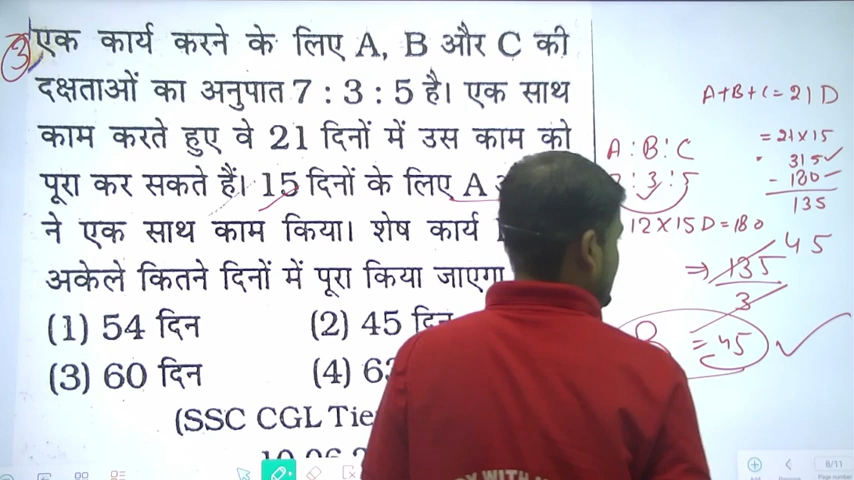 ③ एक कार्य करने के लिए A, B और C की
दक्षताओं का अनुपात 7 : 3 : 5 है। एक साथ
काम करते हुए वे 21 दिनों में उस काम को
पूरा कर सकते हैं। 15 दिनों के लिए A
ने एक साथ काम किया। शेष कार्य
अकेले कितने दिनों में पूरा किया जाएगा
(1) 54 दिन
(2) 45 दिन
(3) 60 दिन
(4) 63
(SSC CGL Tie
A+B+C = 21 D
= 21×15
315
- 180
135
A : B : C
: 3 : 5
12 × 15 D = 180
⇒ 135/3 45
= 45
8/11
Page number